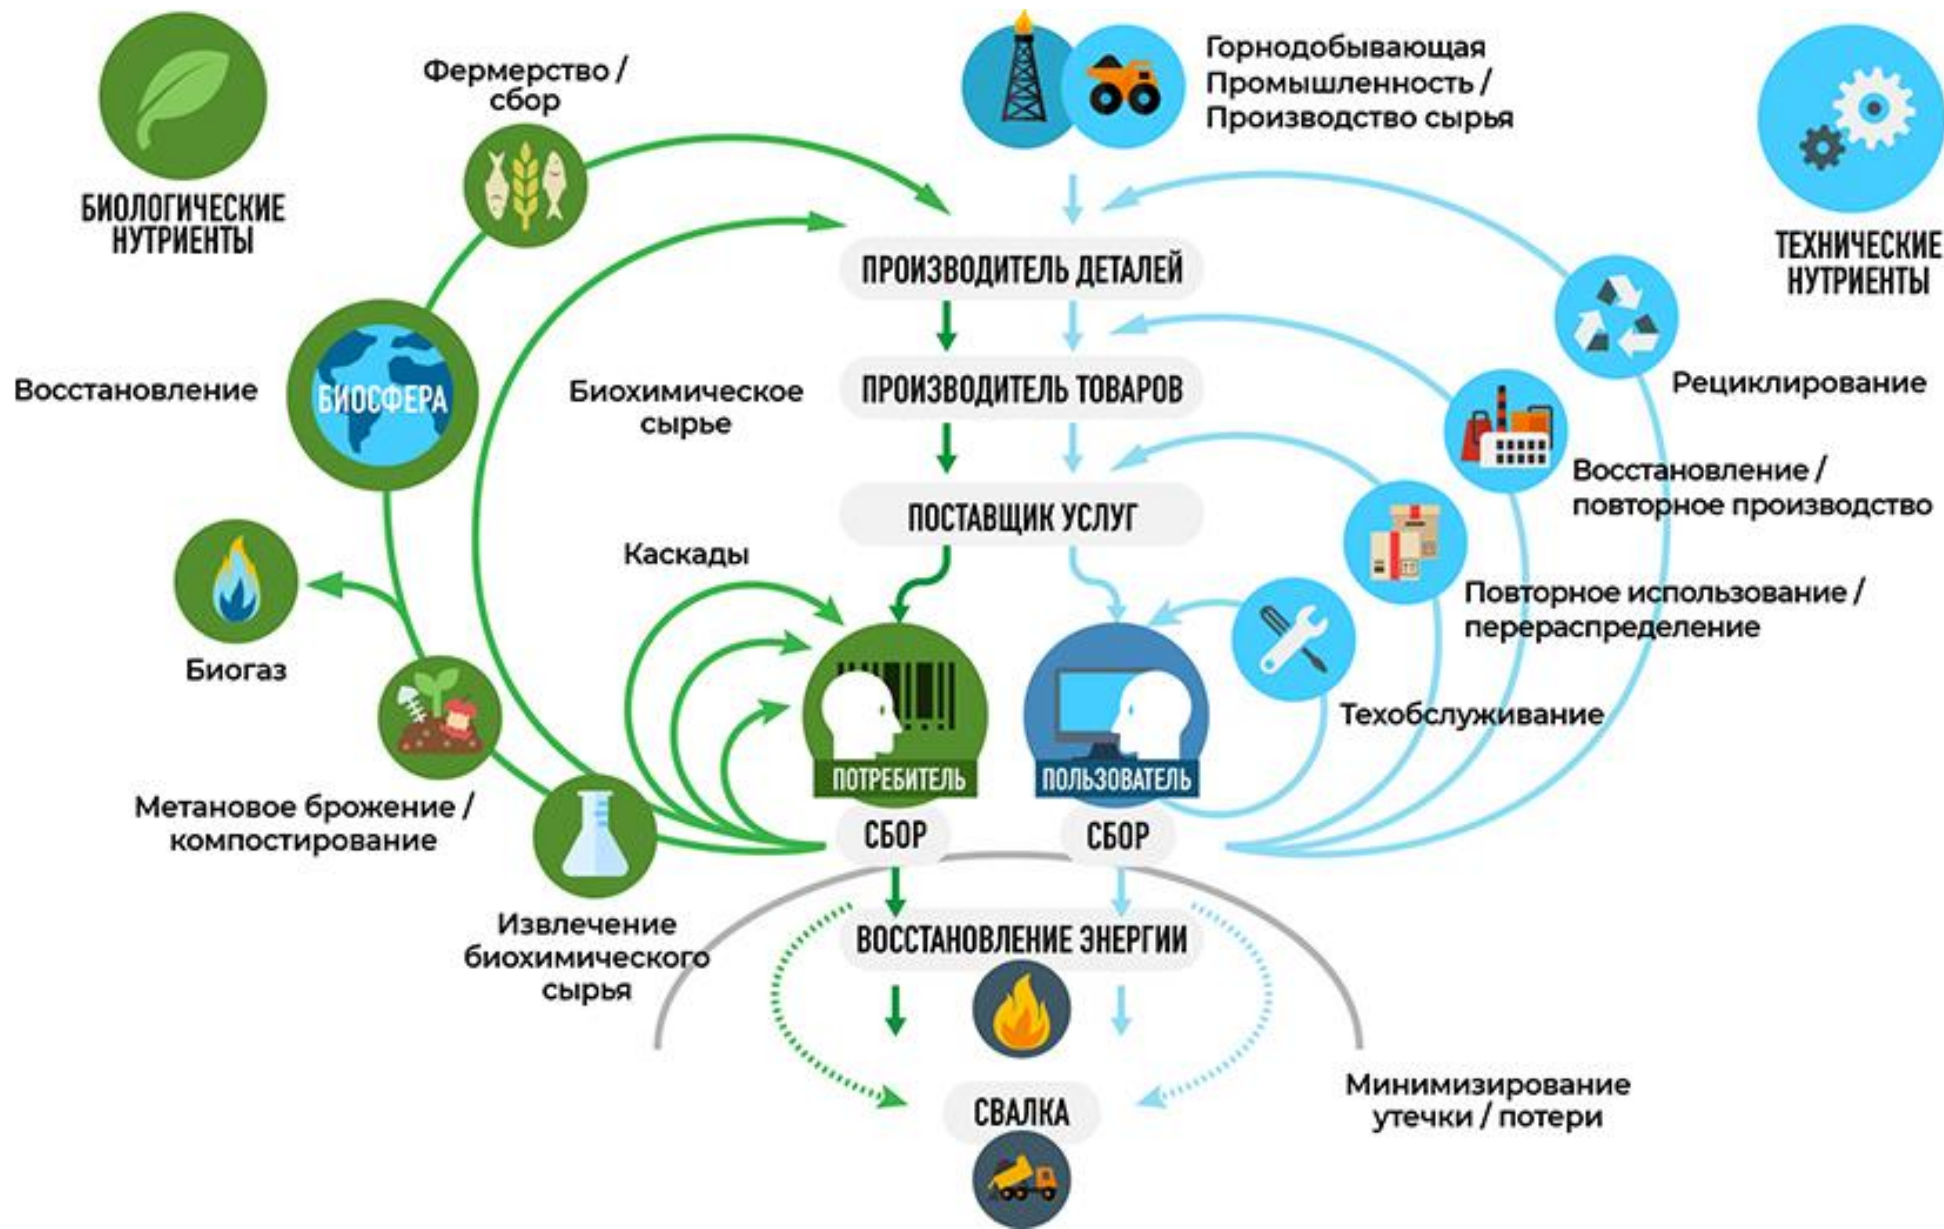 БИОЛОГИЧЕСКИЕ
НУТРИЕНТЫ
Фермерство /
сбор
Горнодобывающая
Промышленность /
Производство сырья
ТЕХНИЧЕСКИЕ
НУТРИЕНТЫ
ПРОИЗВОДИТЕЛЬ ДЕТАЛЕЙ
Восстановление
БИОСФЕРА
Биохимическое
сырье
ПРОИЗВОДИТЕЛЬ ТОВАРОВ
Рециклирование
Восстановление /
повторное производство
ПОСТАВЩИК УСЛУГ
Каскады
Повторное использование /
перераспределение
Биогаз
Техобслуживание
ПОТРЕБИТЕЛЬ
ПОЛЬЗОВАТЕЛЬ
Метановое брожение /
компостирование
СБОР
СБОР
Извлечение
биохимического
сырья
ВОССТАНОВЛЕНИЕ ЭНЕРГИИ
СВАЛКА
Минимизирование
утечки / потери